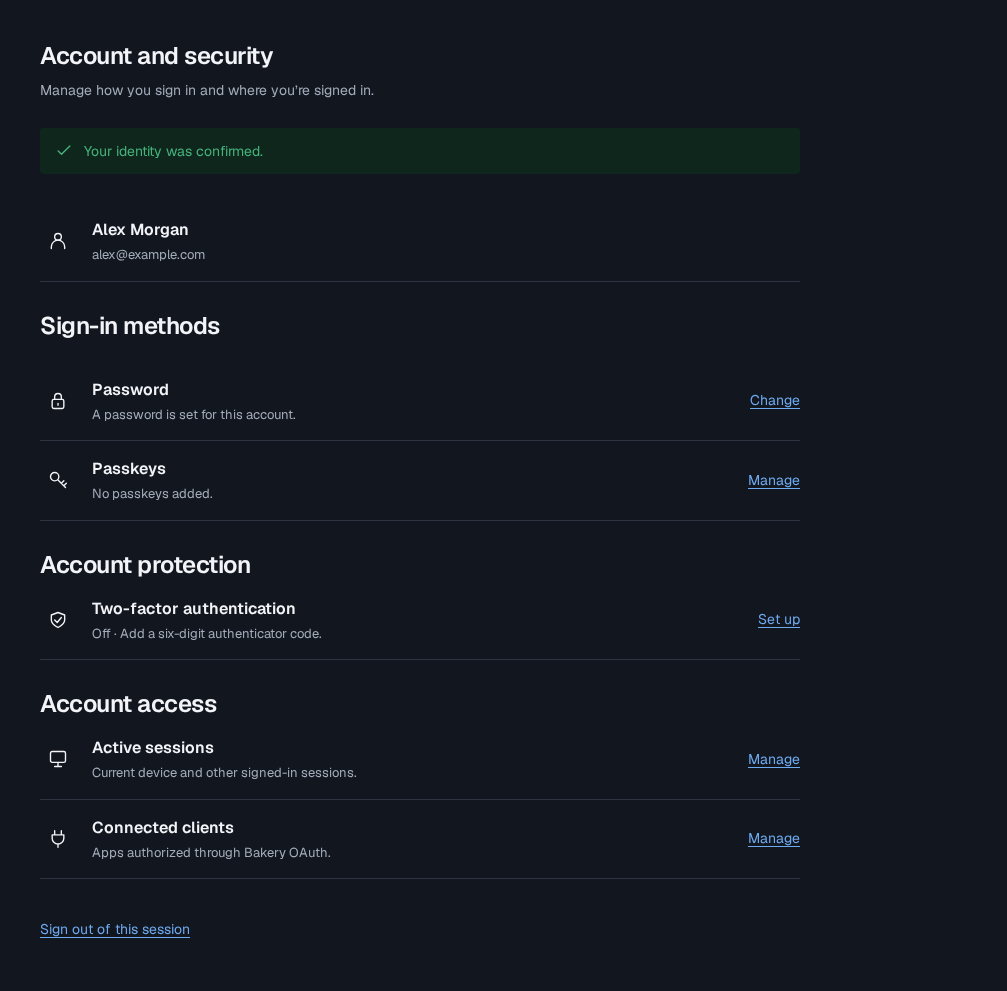 Account and security
Manage how you sign in and where you're signed in.
Your identity was confirmed.
Alex Morgan
alex@example.com
Sign-in methods
Password
A password is set for this account.
Change
Passkeys
No passkeys added.
Manage
Account protection
Two-factor authentication
Off · Add a six-digit authenticator code.
Set up
Account access
Active sessions
Current device and other signed-in sessions.
Manage
Connected clients
Apps authorized through Bakery OAuth.
Manage
Sign out of this session